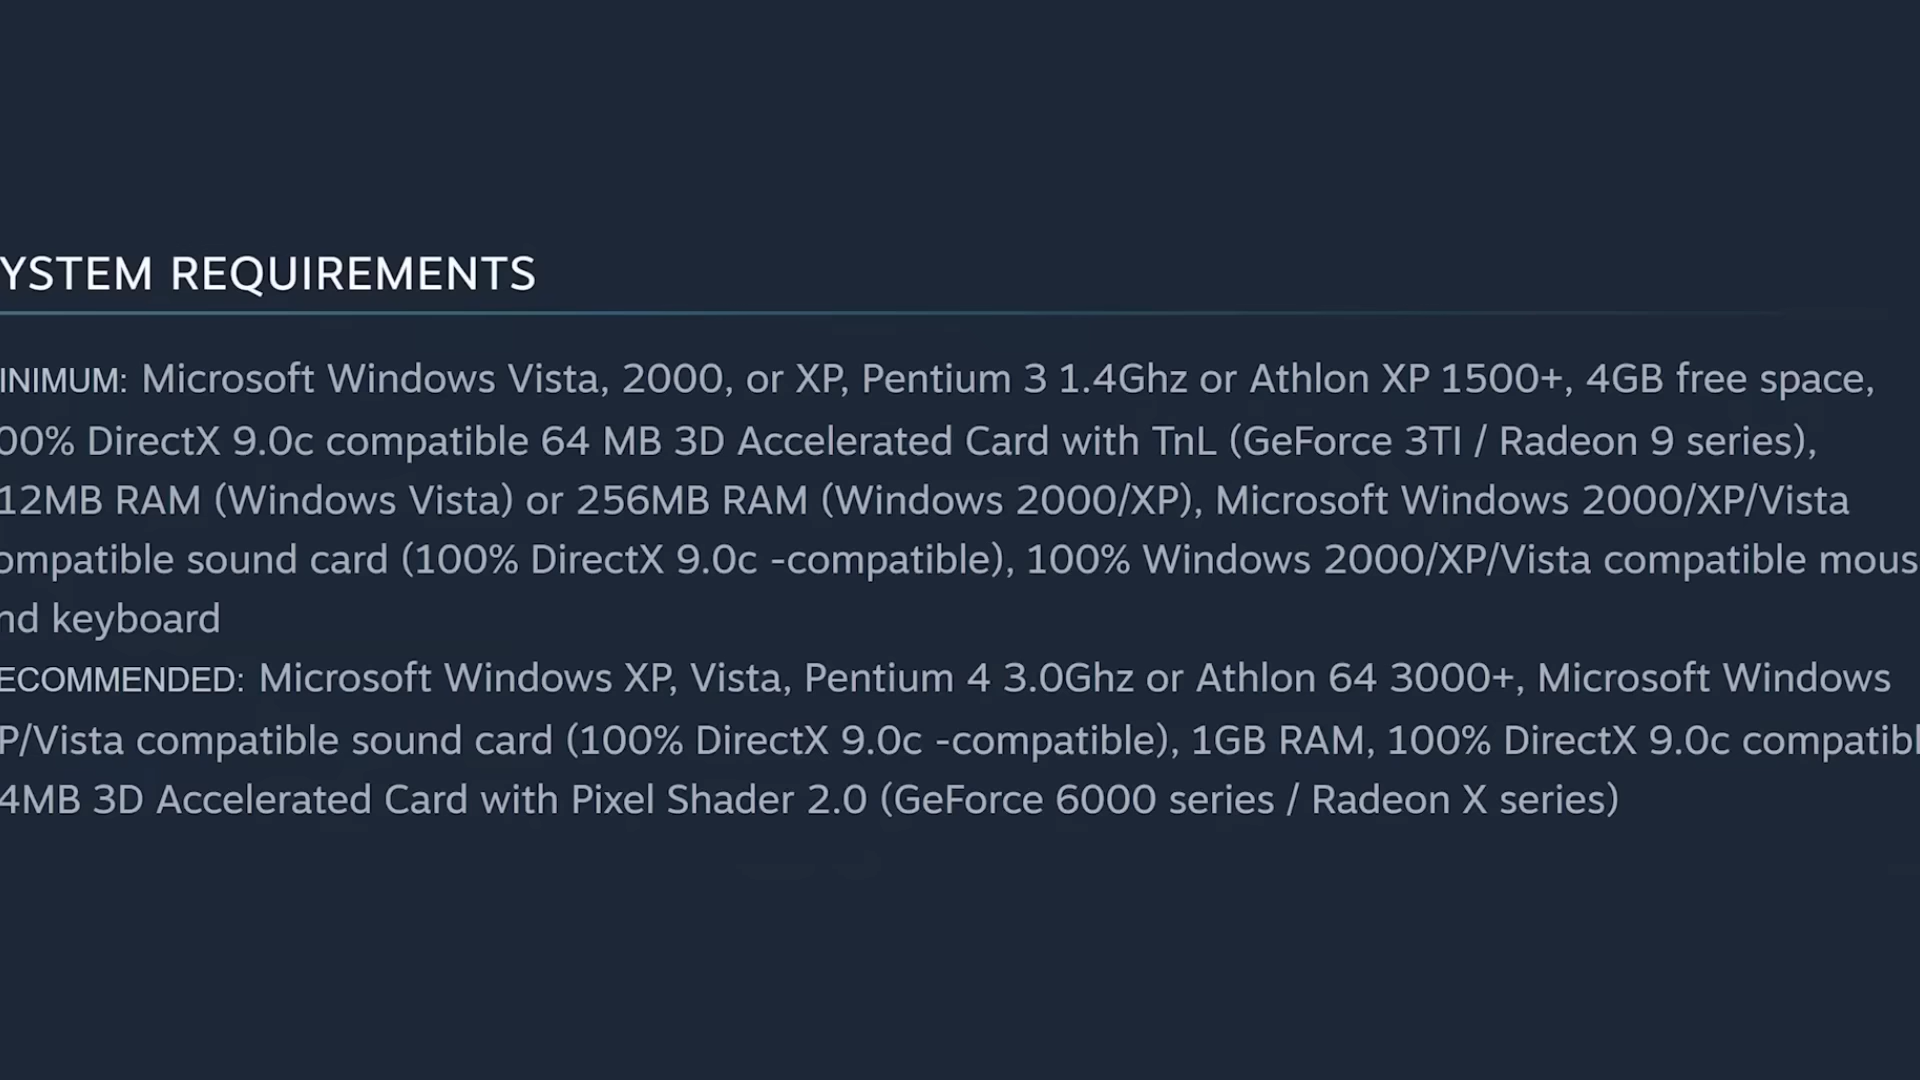 YSTEM REQUIREMENTS
INIMUM: Microsoft Windows Vista, 2000, or XP, Pentium 3 1.4Ghz or Athlon XP 1500+, 4GB free space,
00% DirectX 9.0c compatible 64 MB 3D Accelerated Card with TnL (GeForce 3TI / Radeon 9 series),
12MB RAM (Windows Vista) or 256MB RAM (Windows 2000/XP), Microsoft Windows 2000/XP/Vista
ompatible sound card (100% DirectX 9.0c -compatible), 100% Windows 2000/XP/Vista compatible mous
nd keyboard
ECOMMENDED: Microsoft Windows XP, Vista, Pentium 4 3.0Ghz or Athlon 64 3000+, Microsoft Windows
P/Vista compatible sound card (100% DirectX 9.0c -compatible), 1GB RAM, 100% DirectX 9.0c compatibl
4MB 3D Accelerated Card with Pixel Shader 2.0 (GeForce 6000 series / Radeon X series)